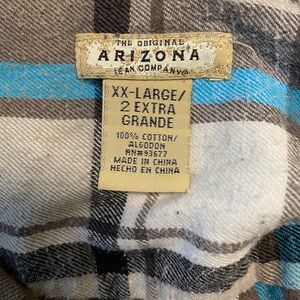 THE ORIGINAL
ARIZONA
JEAN COMPANY®
XX-LARGE/
2 EXTRA
GRANDE
100% COTTON/
ALGODON
RN#93677
MADE IN CHINA
HECHO EN CHINA